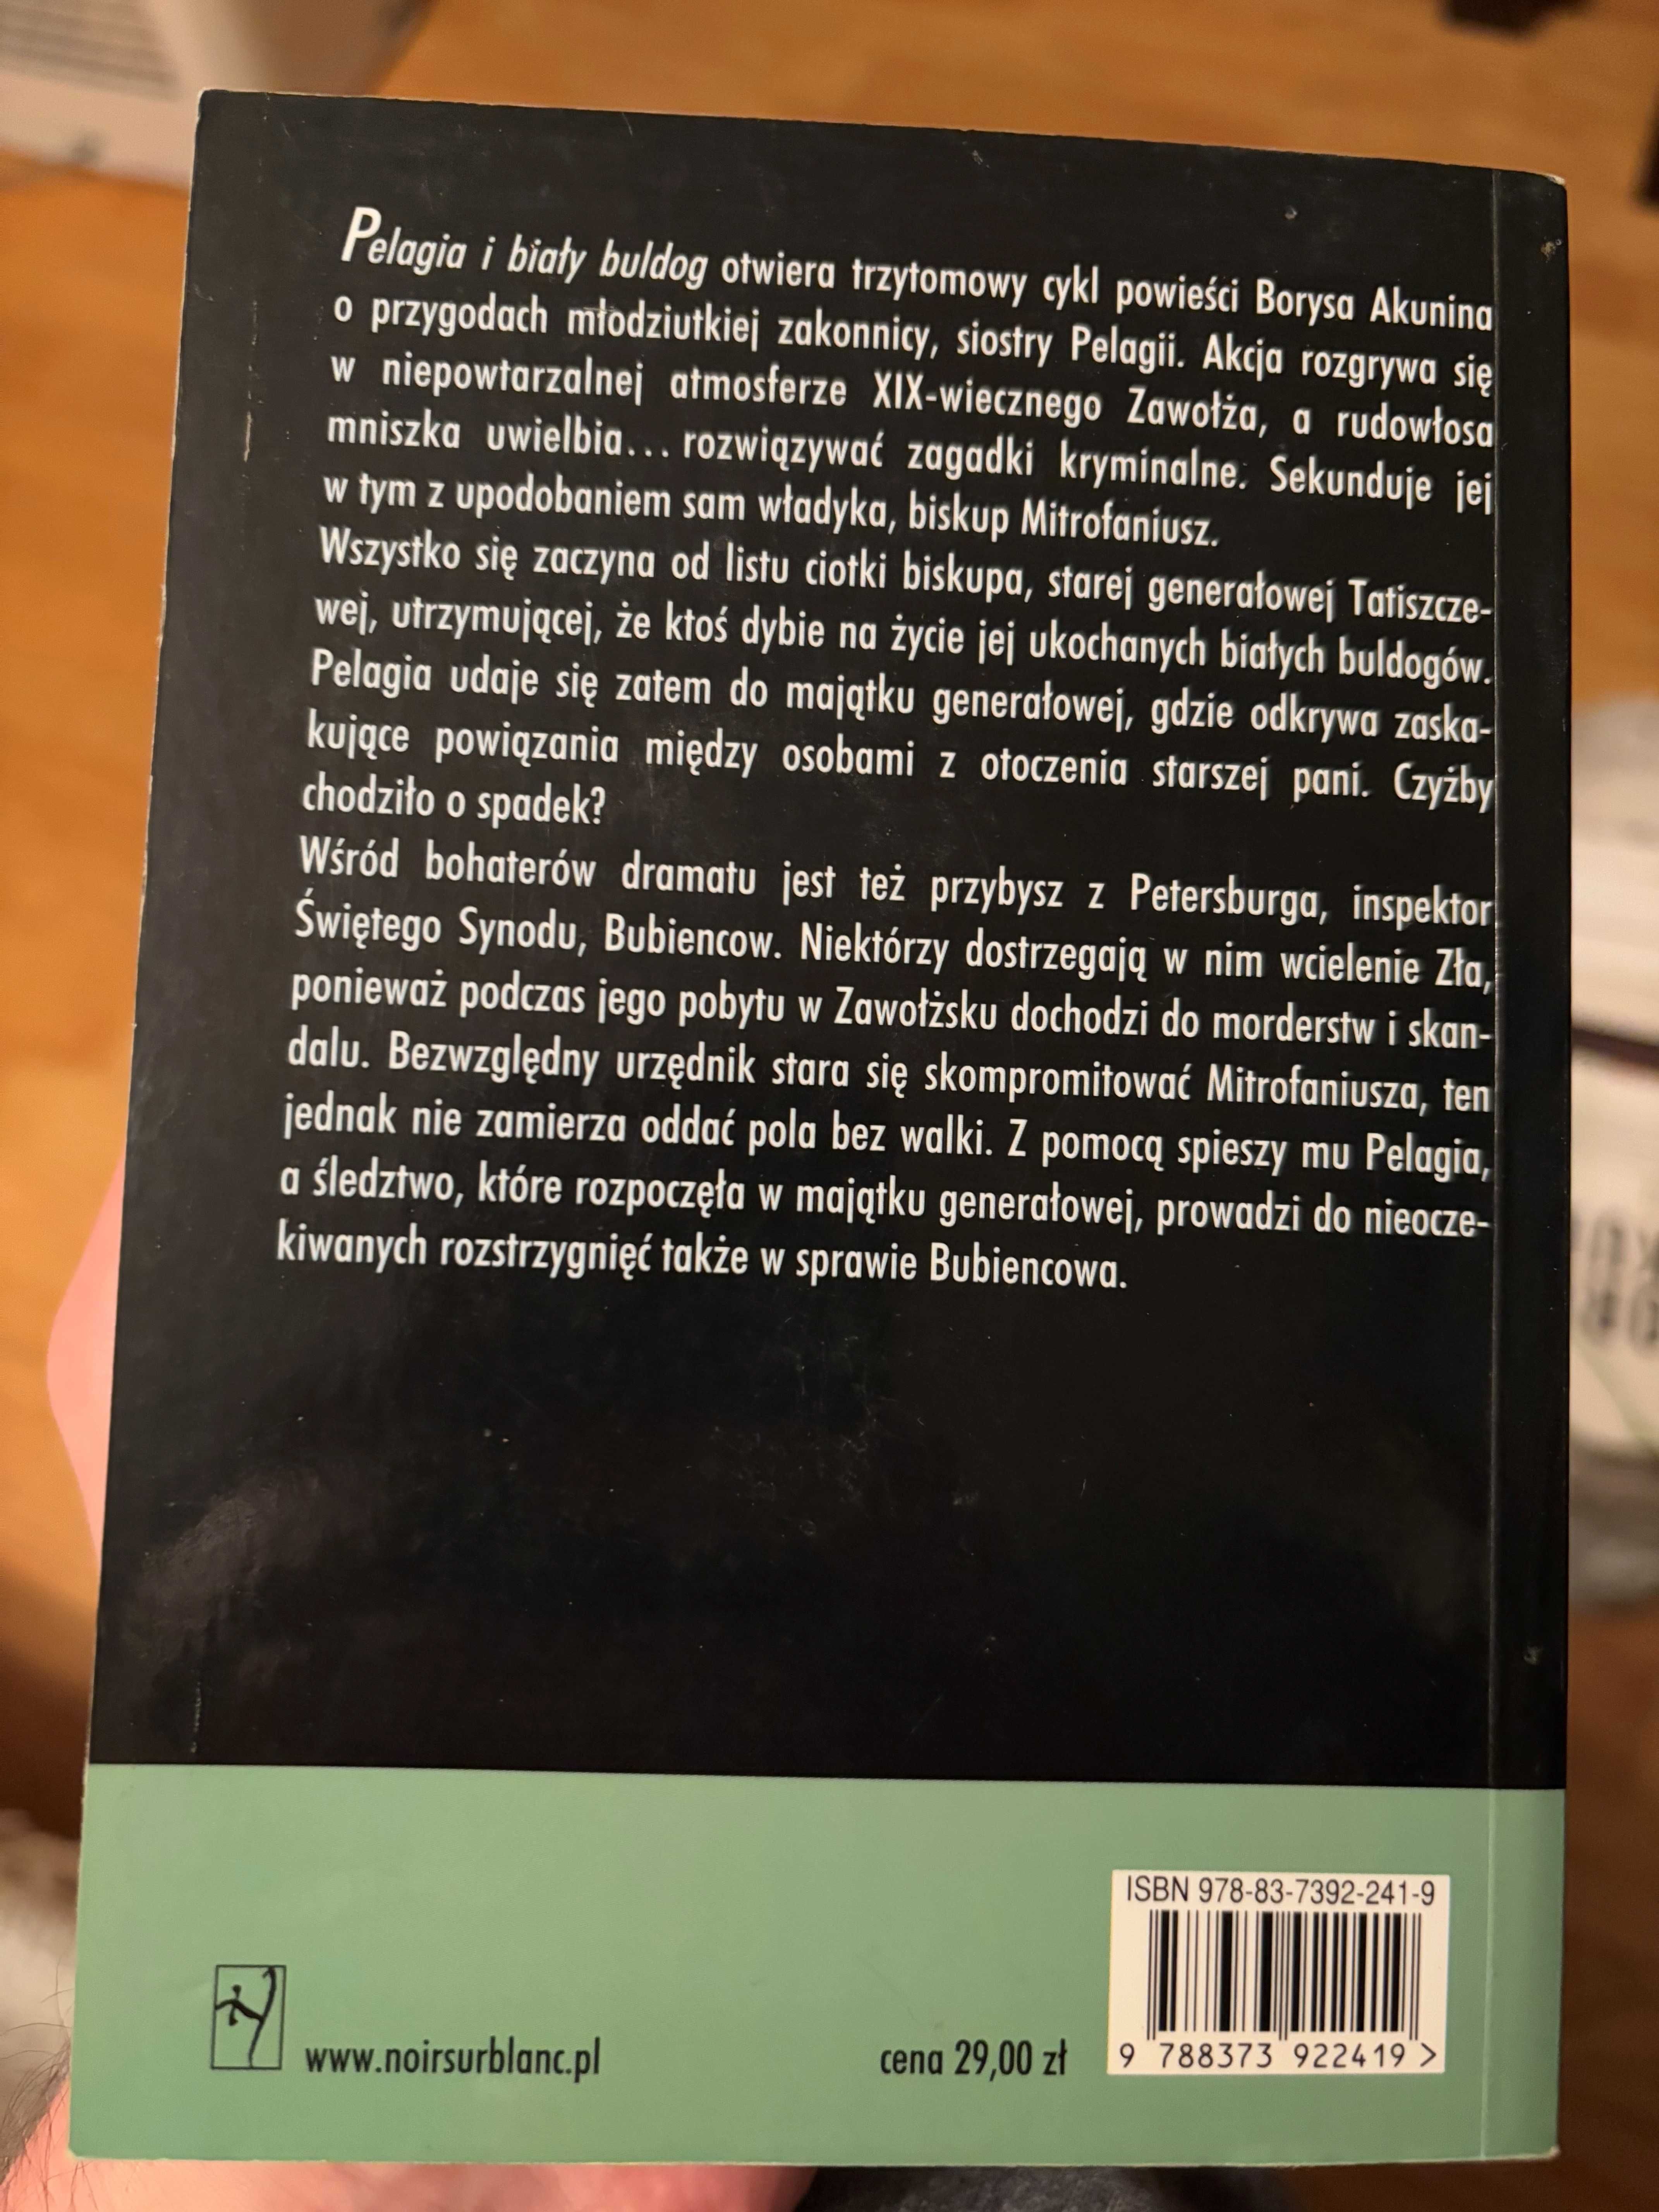 Pelagia i biały buldog otwiera trzytomowy cykl powieści Borysa Akunina
o przygodach młodziutkiej zakonnicy, siostry Pelagii. Akcja rozgrywa się
w niepowtarzalnej atmosferze XIX-wiecznego Zawołża, a rudowłosa
mniszka uwielbia... rozwiązywać zagadki kryminalne. Sekunduje jej
w tym z upodobaniem sam władyka, biskup Mitrofaniusz.
Wszystko się zaczyna od listu ciotki biskupa, starej generałowej Tatiszcze-
wej, utrzymującej, że ktoś dybie na życie jej ukochanych białych buldogów.
Pelagia udaje się zatem do majątku generałowej, gdzie odkrywa zaska-
kujące powiązania między osobami z otoczenia starszej pani. Czyżby
chodziło o spadek?
Wśród bohaterów dramatu jest też przybysz z Petersburga, inspektor
Świętego Synodu, Bubiencow. Niektórzy dostrzegają w nim wcielenie Zła,
ponieważ podczas jego pobytu w Zawołżsku dochodzi do morderstw i skan-
dalu. Bezwzględny urzędnik stara się skompromitować Mitrofaniusza, ten
jednak nie zamierza oddać pola bez walki. Z pomocą spieszy mu Pelagia,
a śledztwo, które rozpoczęła w majątku generałowej, prowadzi do nieocze-
kiwanych rozstrzygnięć także w sprawie Bubiencowa.
ISBN 978-83-7392-241-9
www.noirsurblanc.pl
cena 29,00 zł
9 788373 922419 >